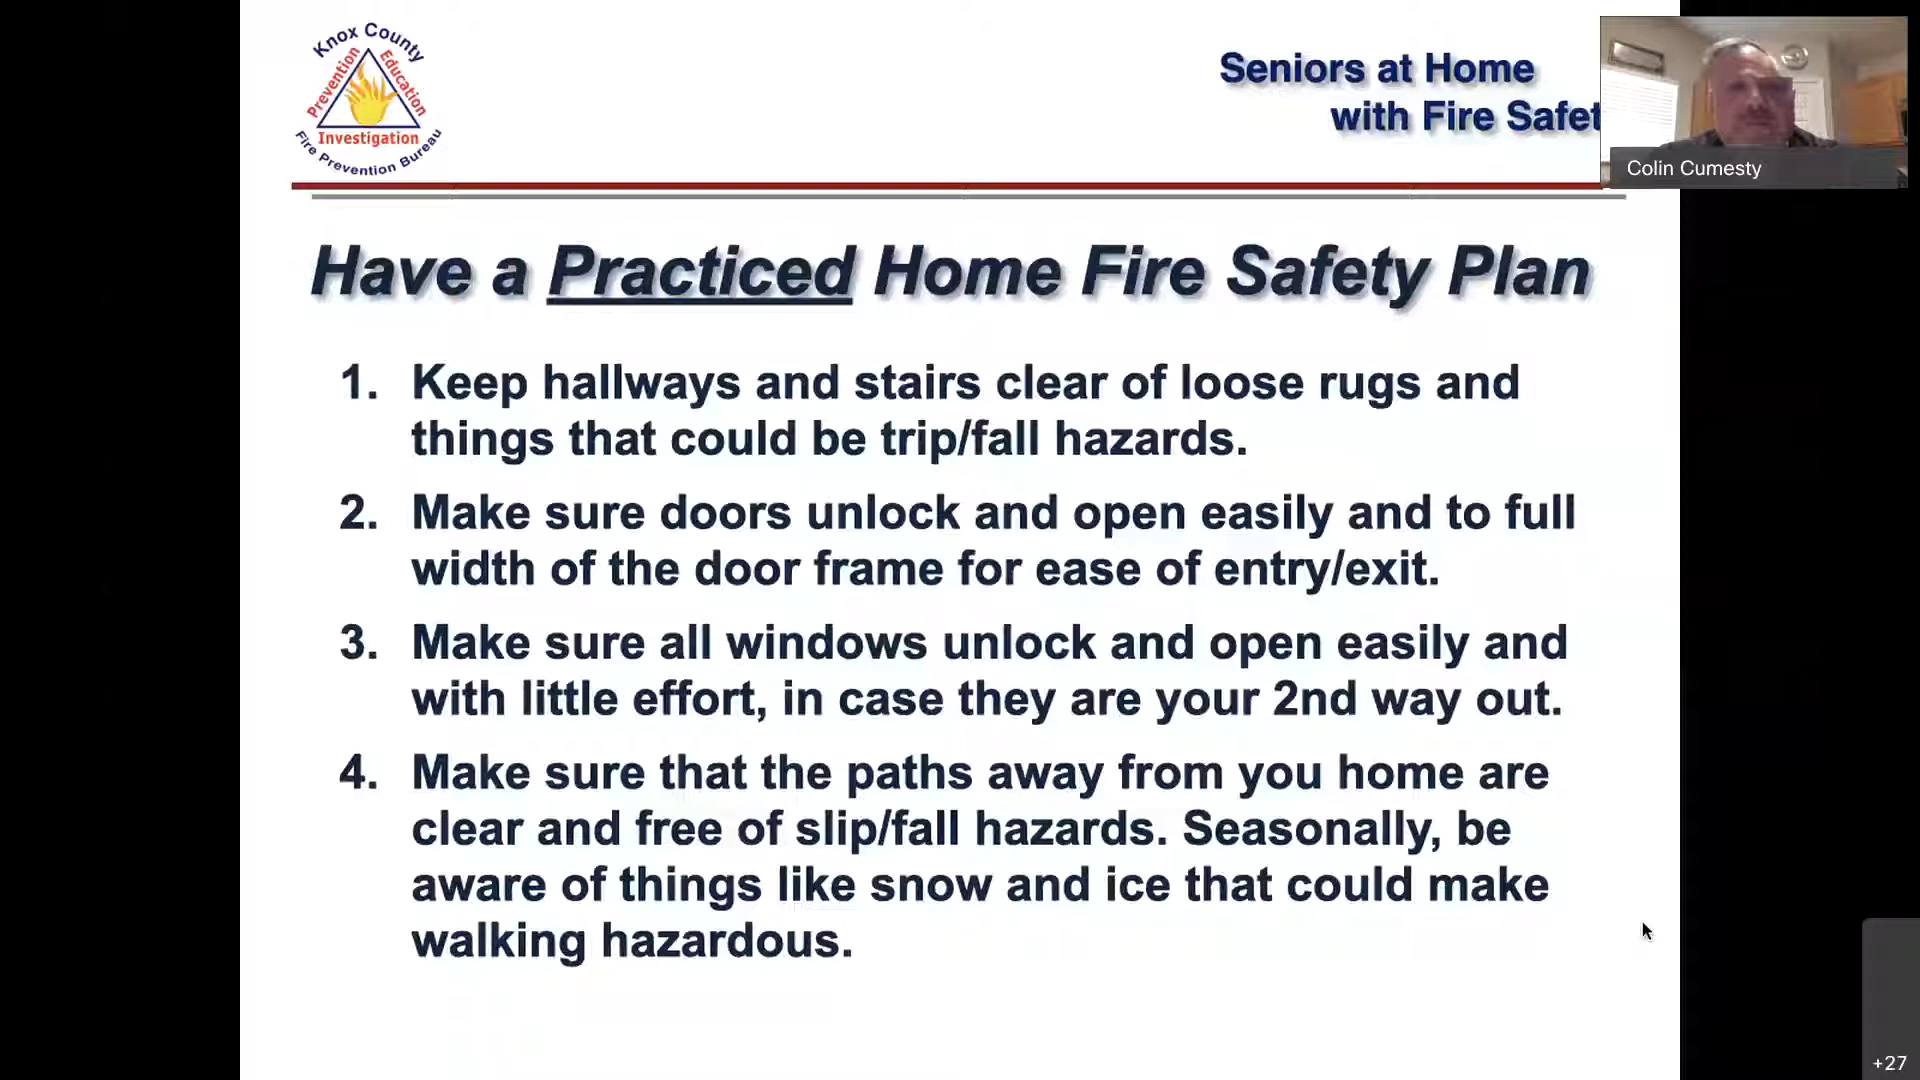 Knox County
Prevention
Education
Investigation
Fire Prevention Bureau
Seniors at Home
with Fire Safet
Colin Cumesty
Have a Practiced Home Fire Safety Plan
1. Keep hallways and stairs clear of loose rugs and
things that could be trip/fall hazards.
2. Make sure doors unlock and open easily and to full
width of the door frame for ease of entry/exit.
3. Make sure all windows unlock and open easily and
with little effort, in case they are your 2nd way out.
4. Make sure that the paths away from you home are
clear and free of slip/fall hazards. Seasonally, be
aware of things like snow and ice that could make
walking hazardous.
+27